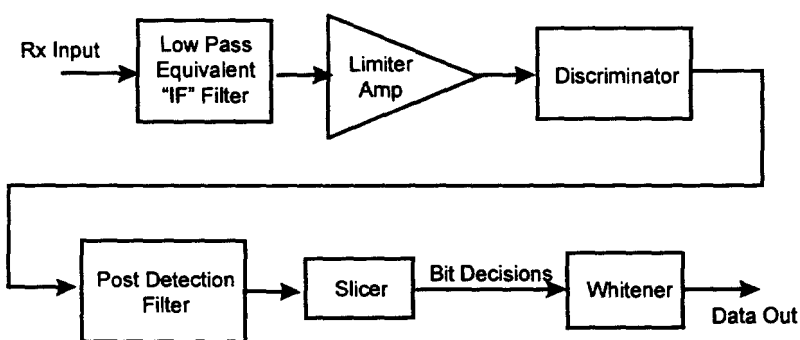 Rx Input
Low Pass
Equivalent
“IF” Filter
Limiter
Amp
Discriminator
Post Detection
Filter
Slicer
Bit Decisions
Whitener
Data Out